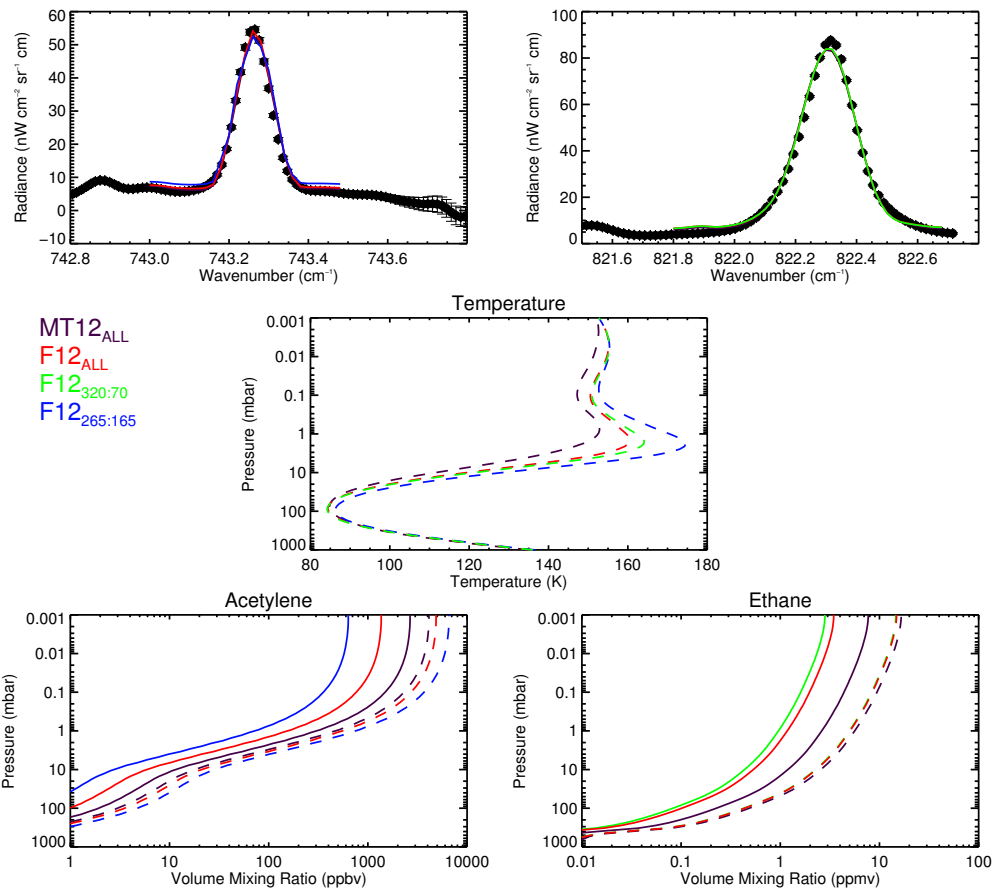 Radiance (nW cm⁻² sr⁻¹ cm)
60
50
40
30
20
10
0
−10
742.8 743.0 743.2 743.4 743.6
Wavenumber (cm⁻¹)
Radiance (nW cm⁻² sr⁻¹ cm)
100
80
60
40
20
0
821.6 821.8 822.0 822.2 822.4 822.6
Wavenumber (cm⁻¹)
MT12ALL
F12ALL
F12320:70
F12265:165
Temperature
Pressure (mbar)
0.001
0.01
0.1
1
10
100
1000
80 100 120 140 160 180
Temperature (K)
Acetylene
Pressure (mbar)
0.001
0.01
0.1
1
10
100
1000
1 10 100 1000 10000
Volume Mixing Ratio (ppbv)
Ethane
Pressure (mbar)
0.001
0.01
0.1
1
10
100
1000
0.01 0.1 1 10 100
Volume Mixing Ratio (ppmv)